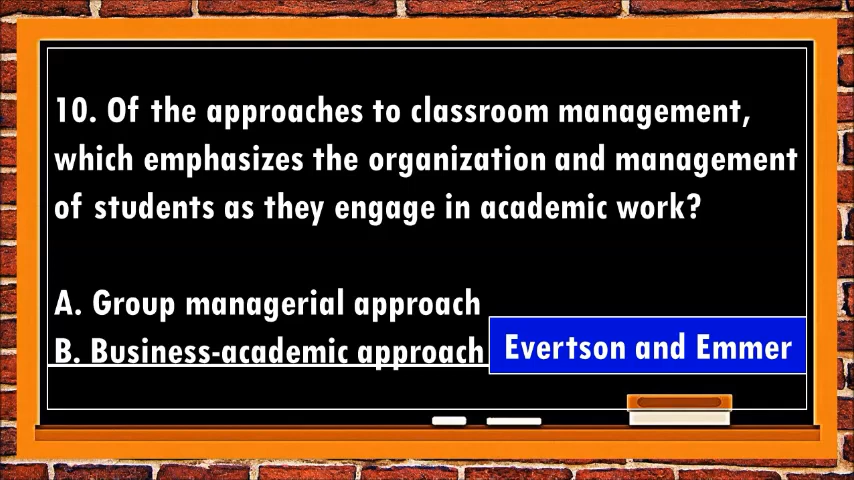 10. Of the approaches to classroom management,
which emphasizes the organization and management
of students as they engage in academic work?
A. Group managerial approach
B. Business-academic approach
Evertson and Emmer